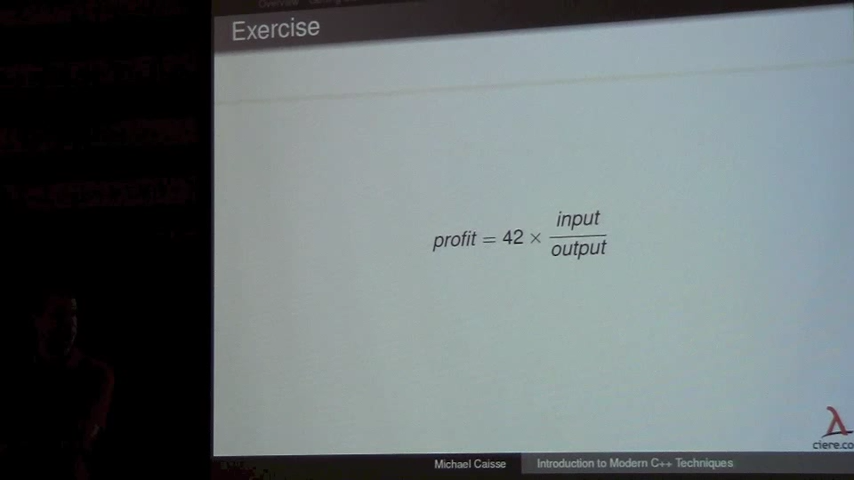 Exercise
profit = 42 × input
output
ciere.co
Michael Caisse
Introduction to Modern C++ Techniques